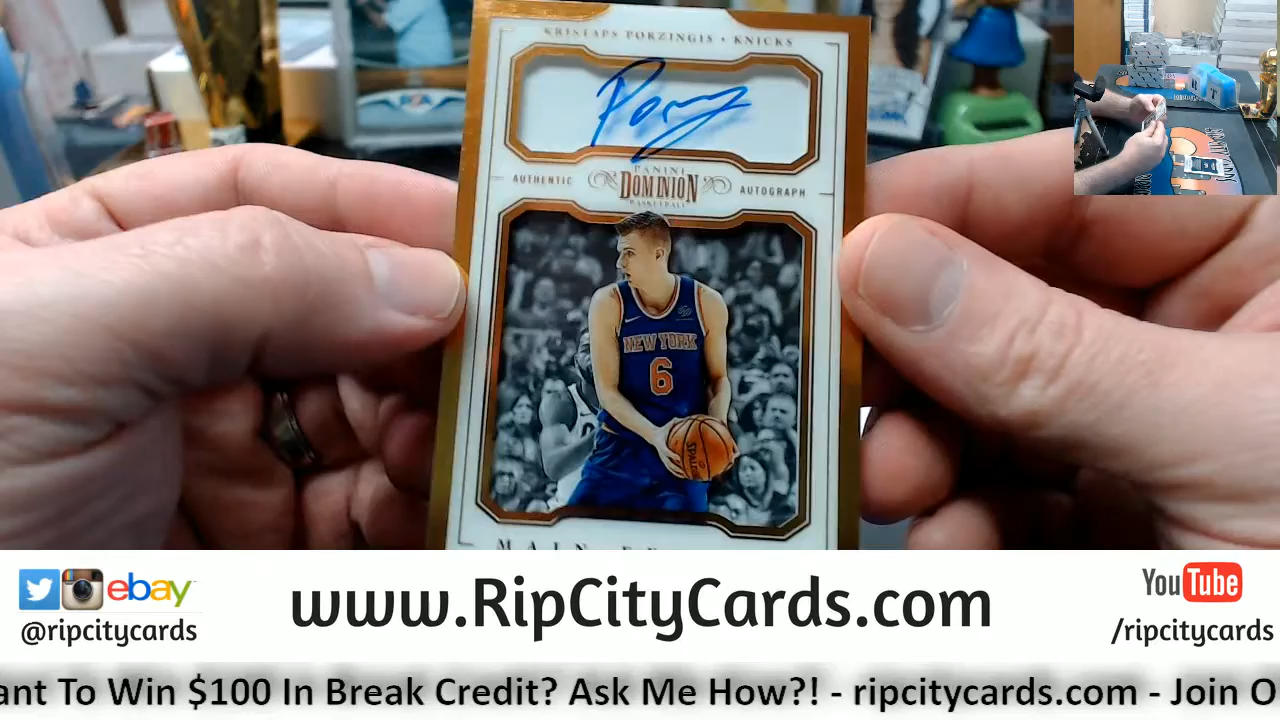 KRISTAPS PORZINGIS • KNICKS
AUTHENTIC
PANINI
DOMINION
BASKETBALL
AUTOGRAPH
NEW YORK
6
SPALDING
ebay
@ripcitycards
www.RipCityCards.com
YouTube
/ripcitycards
ant To Win $100 In Break Credit? Ask Me How?! - ripcitycards.com - Join O